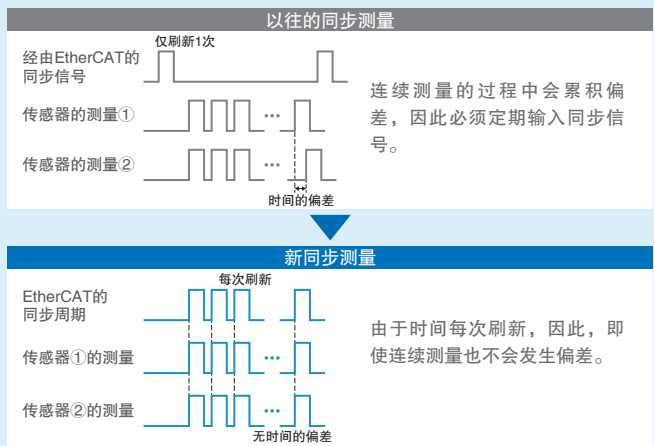 以往的同步测量
仅刷新1次
经由EtherCAT的
同步信号
传感器的测量①
传感器的测量②
时间的偏差
连续测量的过程中会累积偏
差，因此必须定期输入同步信
号。
新同步测量
每次刷新
EtherCAT的
同步周期
传感器①的测量
传感器②的测量
无时间的偏差
由于时间每次刷新，因此，即
使连续测量也不会发生偏差。